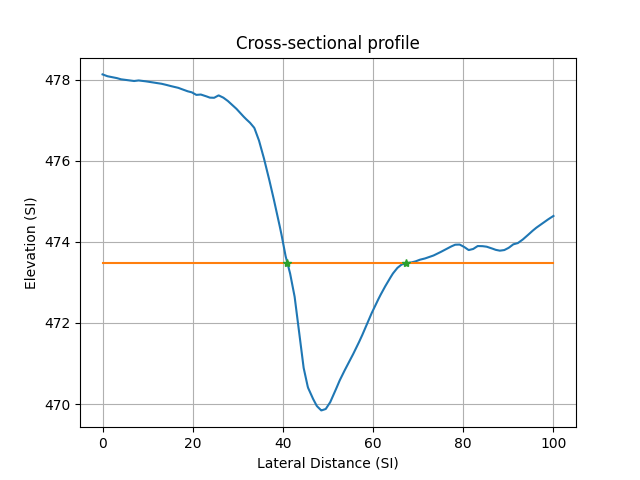 Cross-sectional profile
478
476
474
472
470
Elevation (SI)
0 20 40 60 80 100
Lateral Distance (SI)